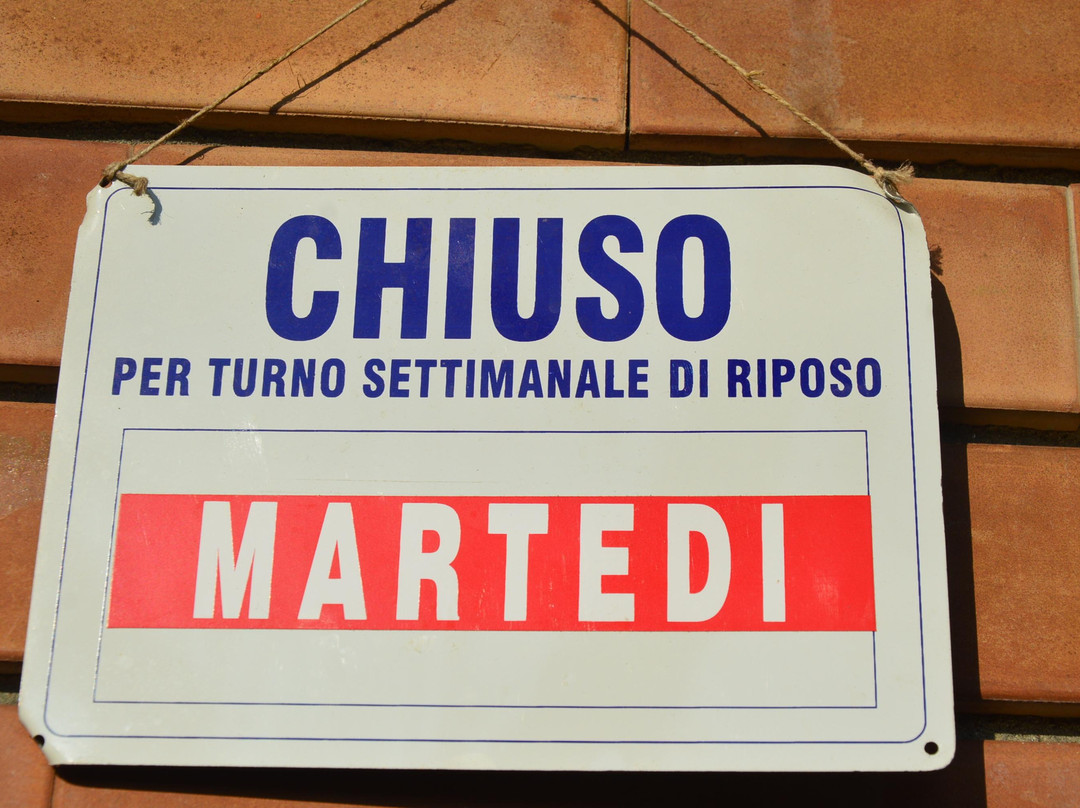 CHIUSO
PER TURNO SETTIMANALE DI RIPOSO
MARTEDI